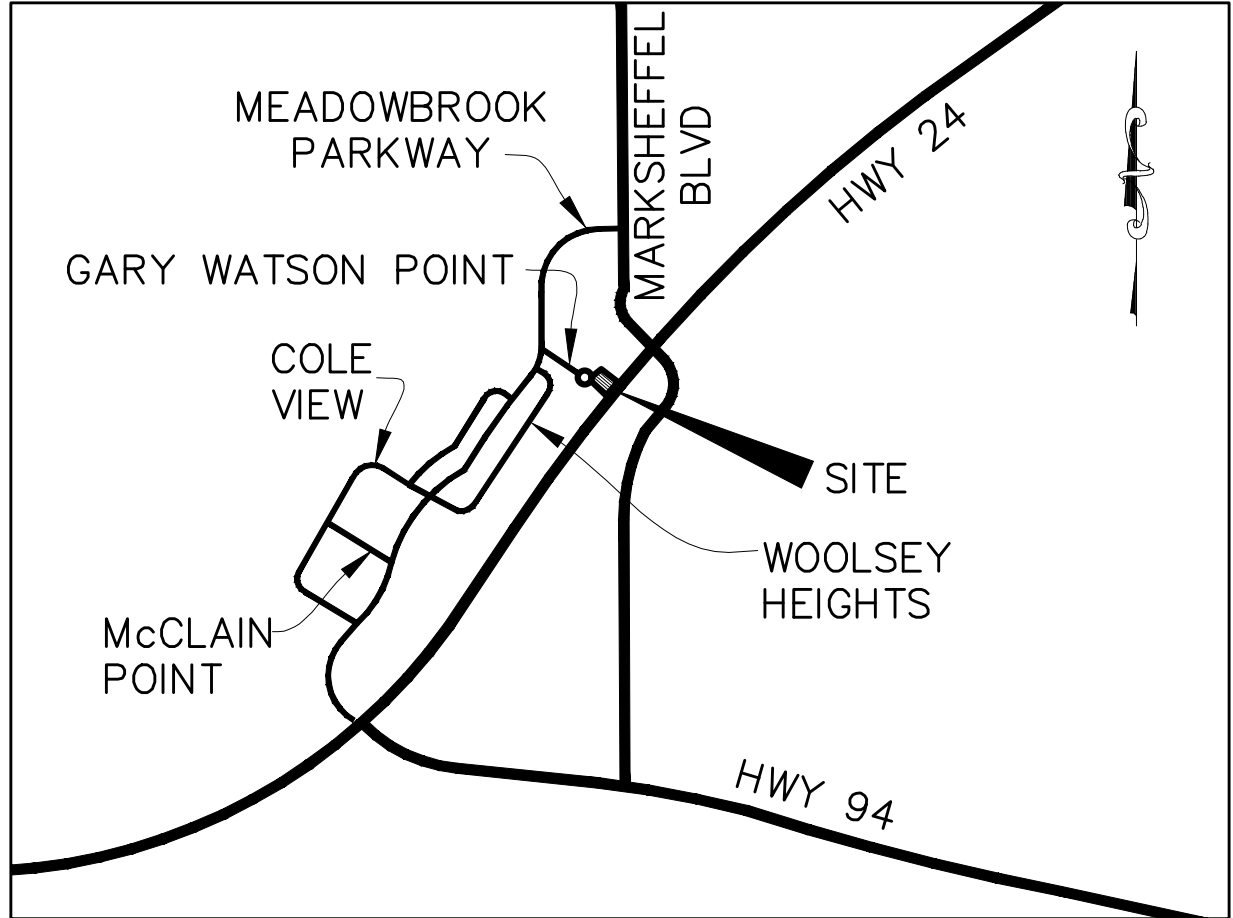 MEADOWBROOK
PARKWAY
MARKSHEFFEL
BLVD
HWY 24
GARY WATSON POINT
COLE
VIEW
SITE
WOOLSEY
HEIGHTS
McCLAIN
POINT
HWY 94